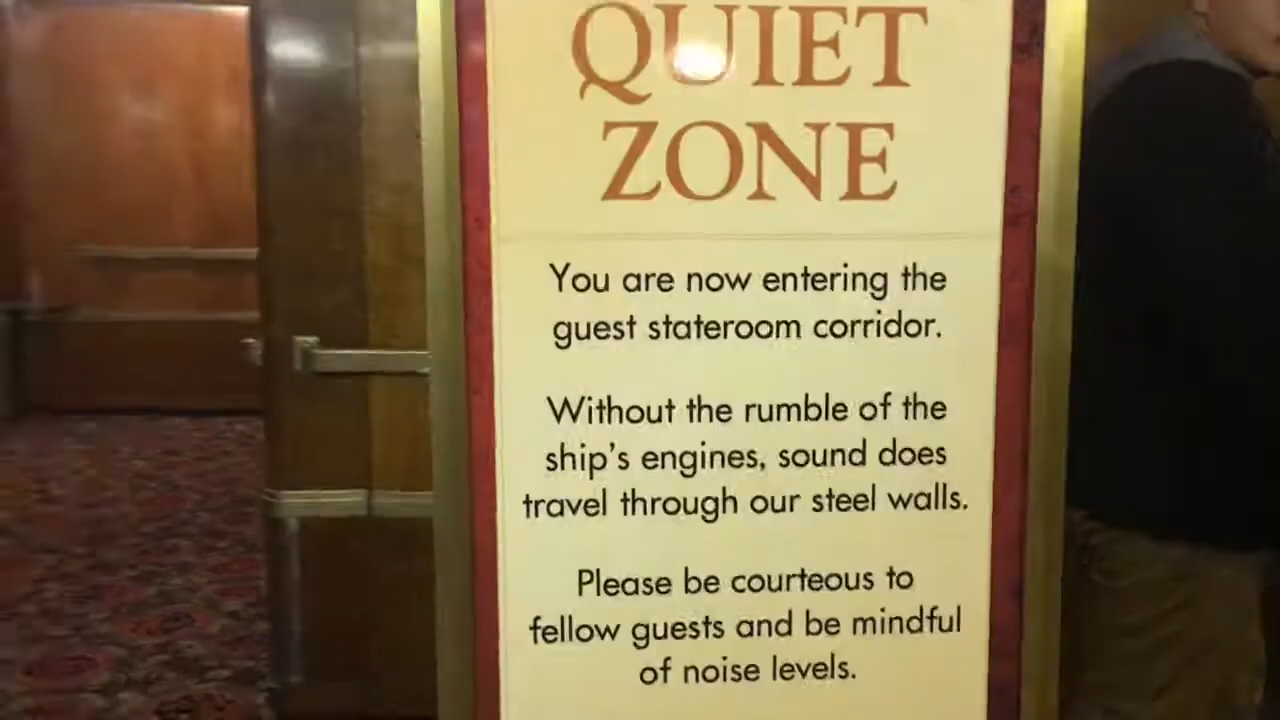 QUIET
ZONE
You are now entering the
guest stateroom corridor.
Without the rumble of the
ship's engines, sound does
travel through our steel walls.
Please be courteous to
fellow guests and be mindful
of noise levels.